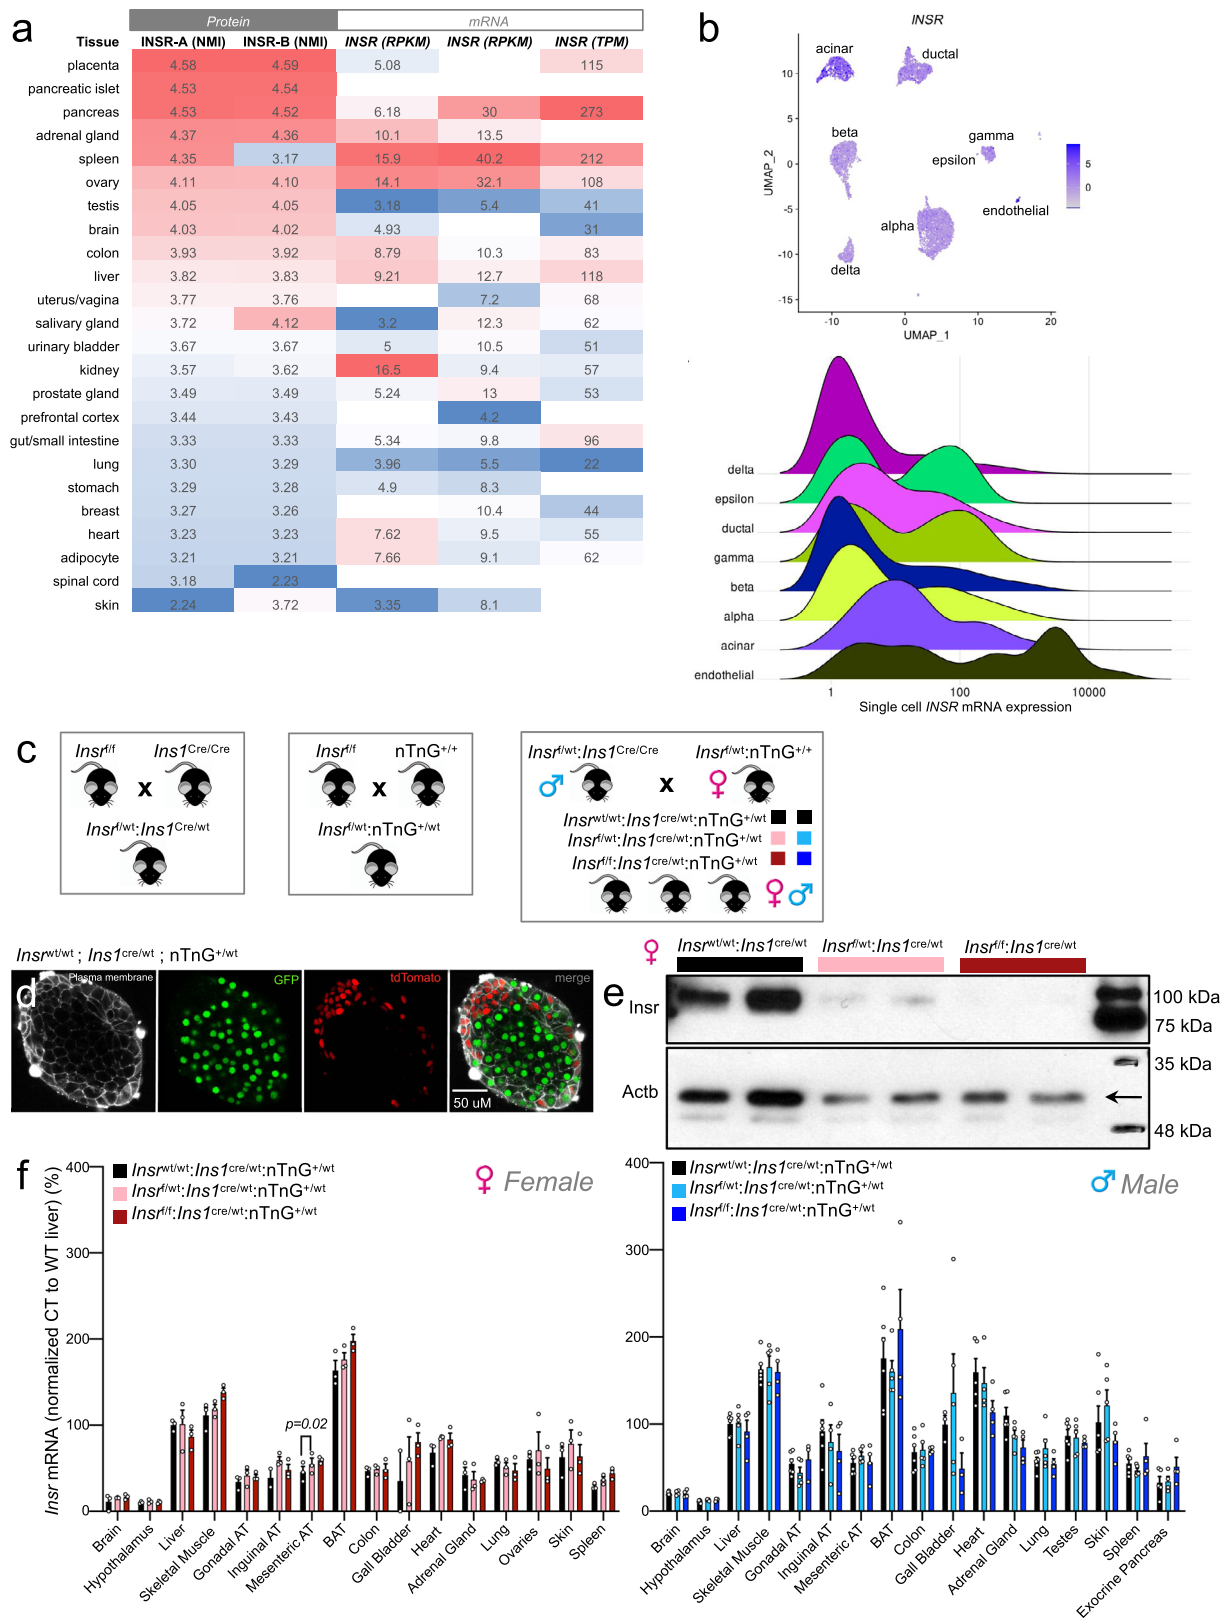 a
Protein
mRNA
Tissue INSR-A (NMI) INSR-B (NMI) INSR (RPKM) INSR (RPKM) INSR (TPM)
placenta 4.58 4.59 5.08 115
pancreatic islet 4.53 4.54
pancreas 4.53 4.52 6.18 30 273
adrenal gland 4.37 4.36 10.1 13.5
spleen 4.35 3.17 15.9 40.2 212
ovary 4.11 4.10 14.1 32.1 108
testis 4.05 4.05 3.18 5.4 41
brain 4.03 4.02 4.93 31
colon 3.93 3.92 8.79 10.3 83
liver 3.82 3.83 9.21 12.7 118
uterus/vagina 3.77 3.76 7.2 68
salivary gland 3.72 4.12 3.2 12.3 62
urinary bladder 3.67 3.67 5 10.5 51
kidney 3.57 3.62 16.5 9.4 57
prostate gland 3.49 3.49 5.24 13 53
prefrontal cortex 3.44 3.43 4.2
gut/small intestine 3.33 3.33 5.34 9.8 96
lung 3.30 3.29 3.96 5.5 22
stomach 3.29 3.28 4.9 8.3
breast 3.27 3.26 10.4 44
heart 3.23 3.23 7.62 9.5 55
adipocyte 3.21 3.21 7.66 9.1 62
spinal cord 3.18 2.23
skin 2.24 3.72 3.35 8.1
b
INSR
acinar
ductal
beta
gamma
epsilon
endothelial
alpha
delta
10
5
0
-5
-10
-15
UMAP_2
-10 0 10 20
UMAP_1
5
0
delta
epsilon
ductal
gamma
beta
alpha
acinar
endothelial
1 100 10000
Single cell INSR mRNA expression
c
Insrf/f Ins1Cre/Cre
x
Insrf/wt:Ins1Cre/wt
Insrf/f nTnG+/+
x
Insrf/wt:nTnG+/wt
Insrf/wt:Ins1Cre/Cre Insrf/wt:nTnG+/+
♂ x ♀
Insrwt/wt:Ins1cre/wt:nTnG+/wt
Insrf/wt:Ins1cre/wt:nTnG+/wt
Insrf/f:Ins1cre/wt:nTnG+/wt
♀♂
Insrwt/wt ; Ins1cre/wt ; nTnG+/wt
d
Plasma membrane
GFP
tdTomato
merge
50 uM
♀
Insrwt/wt:Ins1cre/wt Insrf/wt:Ins1cre/wt Insrf/f:Ins1cre/wt
e
Insr
100 kDa
75 kDa
35 kDa
Actb
48 kDa
f
Insr mRNA (normalized CT to WT liver) (%)
400
300
200
100
0
Insrwt/wt:Ins1cre/wt:nTnG+/wt
Insrf/wt:Ins1cre/wt:nTnG+/wt
Insrf/f:Ins1cre/wt:nTnG+/wt
♀ Female
p=0.02
Brain
Hypothalamus
Liver
Skeletal Muscle
Gonadal AT
Inguinal AT
Mesenteric AT
BAT
Colon
Gall Bladder
Heart
Adrenal Gland
Lung
Ovaries
Skin
Spleen
400
300
200
100
0
Insrwt/wt:Ins1cre/wt:nTnG+/wt
Insrf/wt:Ins1cre/wt:nTnG+/wt
Insrf/f:Ins1cre/wt:nTnG+/wt
♂ Male
Brain
Hypothalamus
Liver
Skeletal Muscle
Gonadal AT
Inguinal AT
Mesenteric AT
BAT
Colon
Gall Bladder
Heart
Adrenal Gland
Lung
Testes
Skin
Spleen
Exocrine Pancreas